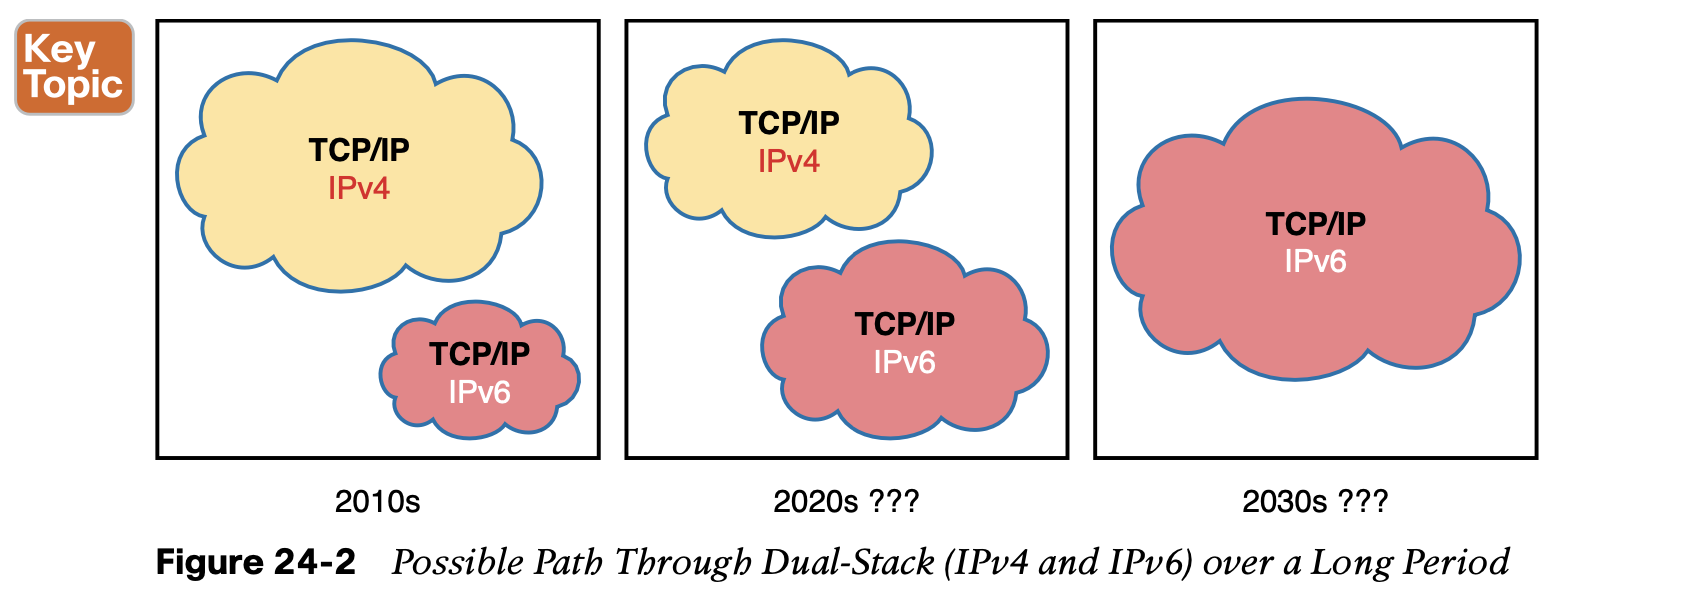 Key
Topic
TCP/IP
IPv4
TCP/IP
IPv6
2010s
TCP/IP
IPv4
TCP/IP
IPv6
2020s ???
TCP/IP
IPv6
2030s ???
Figure 24-2 Possible Path Through Dual-Stack (IPv4 and IPv6) over a Long Period